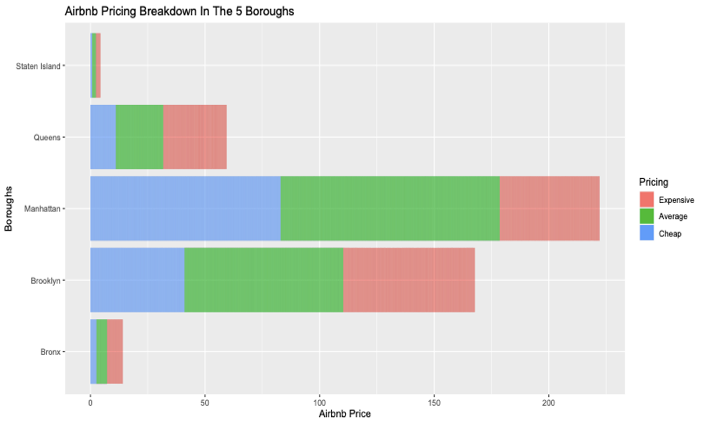 Airbnb Pricing Breakdown In The 5 Boroughs
Staten Island
Queens
Manhattan
Brooklyn
Bronx
Boroughs
0 50 100 150 200
Airbnb Price
Pricing
Expensive
Average
Cheap